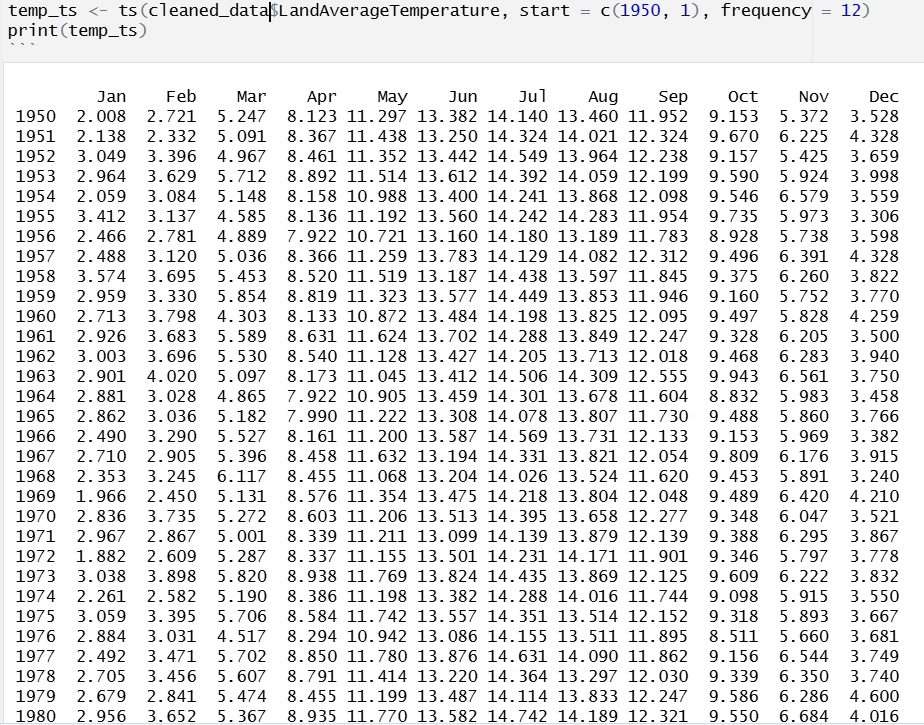 temp_ts <- ts(cleaned_data$LandAverageTemperature, start = c(1950, 1), frequency = 12)
print(temp_ts)
```
Jan Feb Mar Apr May Jun Jul Aug Sep Oct Nov Dec
1950 2.008 2.721 5.247 8.123 11.297 13.382 14.140 13.460 11.952 9.153 5.372 3.528
1951 2.138 2.332 5.091 8.367 11.438 13.250 14.324 14.021 12.324 9.670 6.225 4.328
1952 3.049 3.396 4.967 8.461 11.352 13.442 14.549 13.964 12.238 9.157 5.425 3.659
1953 2.964 3.629 5.712 8.892 11.514 13.612 14.392 14.059 12.199 9.590 5.924 3.998
1954 2.059 3.084 5.148 8.158 10.988 13.400 14.241 13.868 12.098 9.546 6.579 3.559
1955 3.412 3.137 4.585 8.136 11.192 13.560 14.242 14.283 11.954 9.735 5.973 3.306
1956 2.466 2.781 4.889 7.922 10.721 13.160 14.180 13.189 11.783 8.928 5.738 3.598
1957 2.488 3.120 5.036 8.366 11.259 13.783 14.129 14.082 12.312 9.496 6.391 4.328
1958 3.574 3.695 5.453 8.520 11.519 13.187 14.438 13.597 11.845 9.375 6.260 3.822
1959 2.959 3.330 5.854 8.819 11.323 13.577 14.449 13.853 11.946 9.160 5.752 3.770
1960 2.713 3.798 4.303 8.133 10.872 13.484 14.198 13.825 12.095 9.497 5.828 4.259
1961 2.926 3.683 5.589 8.631 11.624 13.702 14.288 13.849 12.247 9.328 6.205 3.500
1962 3.003 3.696 5.530 8.540 11.128 13.427 14.205 13.713 12.018 9.468 6.283 3.940
1963 2.901 4.020 5.097 8.173 11.045 13.412 14.506 14.309 12.555 9.943 6.561 3.750
1964 2.881 3.028 4.865 7.922 10.905 13.459 14.301 13.678 11.604 8.832 5.983 3.458
1965 2.862 3.036 5.182 7.990 11.222 13.308 14.078 13.807 11.730 9.488 5.860 3.766
1966 2.490 3.290 5.527 8.161 11.200 13.587 14.569 13.731 12.133 9.153 5.969 3.382
1967 2.710 2.905 5.396 8.458 11.632 13.194 14.331 13.821 12.054 9.809 6.176 3.915
1968 2.353 3.245 6.117 8.455 11.068 13.204 14.026 13.524 11.620 9.453 5.891 3.240
1969 1.966 2.450 5.131 8.576 11.354 13.475 14.218 13.804 12.048 9.489 6.420 4.210
1970 2.836 3.735 5.272 8.603 11.206 13.513 14.395 13.658 12.277 9.348 6.047 3.521
1971 2.967 2.867 5.001 8.339 11.211 13.099 14.139 13.879 12.139 9.388 6.295 3.867
1972 1.882 2.609 5.287 8.337 11.155 13.501 14.231 14.171 11.901 9.346 5.797 3.778
1973 3.038 3.898 5.820 8.938 11.769 13.824 14.435 13.869 12.125 9.609 6.222 3.832
1974 2.261 2.582 5.190 8.386 11.198 13.382 14.288 14.016 11.744 9.098 5.915 3.550
1975 3.059 3.395 5.706 8.584 11.742 13.557 14.351 13.514 12.152 9.318 5.893 3.667
1976 2.884 3.031 4.517 8.294 10.942 13.086 14.155 13.511 11.895 8.511 5.660 3.681
1977 2.492 3.471 5.702 8.850 11.780 13.876 14.631 14.090 11.862 9.156 6.544 3.749
1978 2.705 3.456 5.607 8.791 11.414 13.220 14.364 13.297 12.030 9.339 6.350 3.740
1979 2.679 2.841 5.474 8.455 11.199 13.487 14.114 13.833 12.247 9.586 6.286 4.600
1980 2.956 3.652 5.367 8.935 11.770 13.582 14.742 14.189 12.321 9.550 6.684 4.016